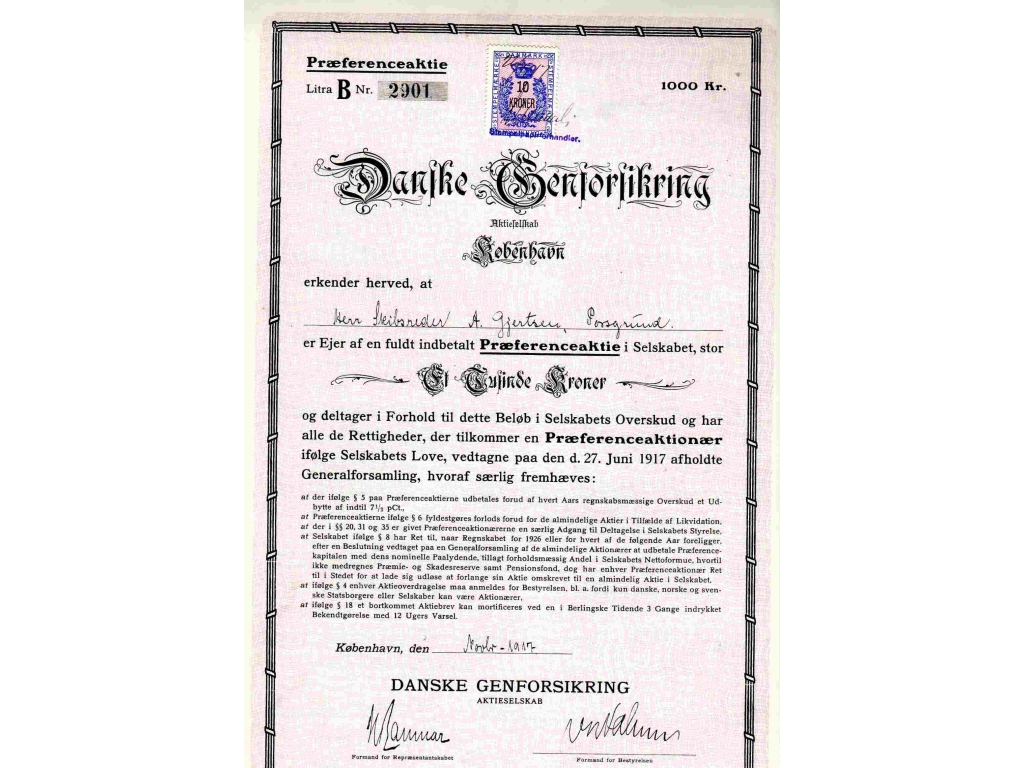 Præferenceaktie
Litra B Nr. 2901
1000 Kr.
DANMARK
STEMPELMÆRKE
10
KRONER
Stempelpapirforhandler.
Danske Genforsikring
Aktieselskab
København
erkender herved, at
Herr Skibsreder A. Gjertsen, Porsgrund.
er Ejer af en fuldt indbetalt Præferenceaktie i Selskabet, stor
Et Tusinde Kroner
og deltager i Forhold til dette Beløb i Selskabets Overskud og har
alle de Rettigheder, der tilkommer en Præferenceaktionær
ifølge Selskabets Love, vedtagne paa den d. 27. Juni 1917 afholdte
Generalforsamling, hvoraf særlig fremhæves:
at der ifølge § 5 paa Præferenceaktierne udbetales forud af hvert Aars regnskabsmæssige Overskud et Ud-
bytte af indtil 7½ pCt.,
at Præferenceaktierne ifølge § 6 fyldestgøres forlods forud for de almindelige Aktier i Tilfælde af Likvidation,
at der i §§ 20, 31 og 35 er givet Præferenceaktionærerne en særlig Adgang til Deltagelse i Selskabets Styrelse,
at Selskabet ifølge § 8 har Ret til, naar Regnskabet for 1926 eller for hvert af de følgende Aar foreligger,
efter en Beslutning vedtaget paa en Generalforsamling af de almindelige Aktionærer at udbetale Præference-
kapitalen med dens nominelle Paalydende, tillagt forholdsmæssig Andel i Selskabets Nettoformue, hvortil
ikke medregnes Præmie- og Skadesreserve samt Pensionsfond, dog har enhver Præferenceaktionær Ret
til i Stedet for at lade sig udløse at forlange sin Aktie omskrevet til en almindelig Aktie i Selskabet,
at ifølge § 4 enhver Aktieoverdragelse maa anmeldes for Bestyrelsen, bl. a. fordi kun danske, norske og sven-
ske Statsborgere eller Selskaber kan være Aktionærer,
at ifølge § 18 et bortkommet Aktiebrev kan mortificeres ved en i Berlingske Tidende 3 Gange indrykket
Bekendtgørelse med 12 Ugers Varsel.
København, den Novbr - 1917
DANSKE GENFORSIKRING
AKTIESELSKAB
Formand for Repræsentantskabet
Formand for Bestyrelsen